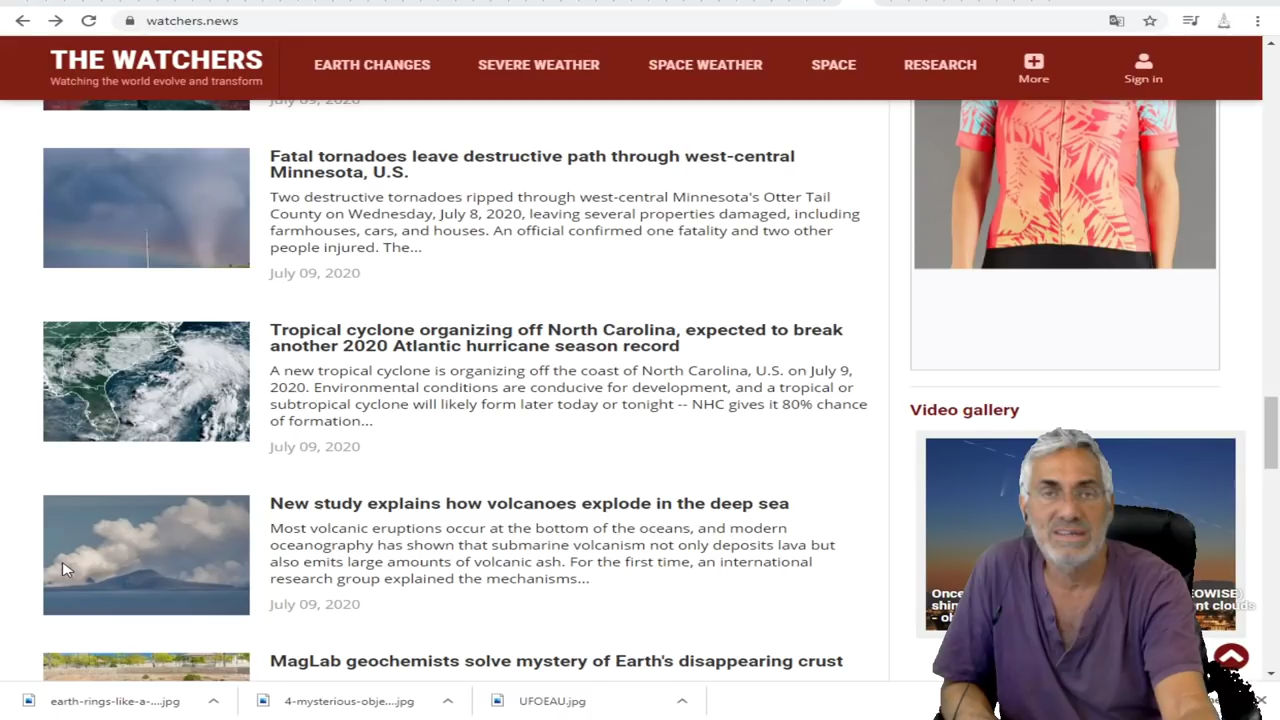 watchers.news
THE WATCHERS
Watching the world evolve and transform
EARTH CHANGES
SEVERE WEATHER
SPACE WEATHER
SPACE
RESEARCH
More
Sign in
July 09, 2020
Fatal tornadoes leave destructive path through west-central
Minnesota, U.S.
Two destructive tornadoes ripped through west-central Minnesota's Otter Tail
County on Wednesday, July 8, 2020, leaving several properties damaged, including
farmhouses, cars, and houses. An official confirmed one fatality and two other
people injured. The...
July 09, 2020
Tropical cyclone organizing off North Carolina, expected to break
another 2020 Atlantic hurricane season record
A new tropical cyclone is organizing off the coast of North Carolina, U.S. on July 9,
2020. Environmental conditions are conducive for development, and a tropical or
subtropical cyclone will likely form later today or tonight -- NHC gives it 80% chance
of formation...
July 09, 2020
New study explains how volcanoes explode in the deep sea
Most volcanic eruptions occur at the bottom of the oceans, and modern
oceanography has shown that submarine volcanism not only deposits lava but
also emits large amounts of volcanic ash. For the first time, an international
research group explained the mechanisms...
July 09, 2020
MagLab geochemists solve mystery of Earth's disappearing crust
Video gallery
Once
EOWISE)
shin
nt clouds
earth-rings-like-a-....jpg
4-mysterious-obje....jpg
UFOEAU.jpg